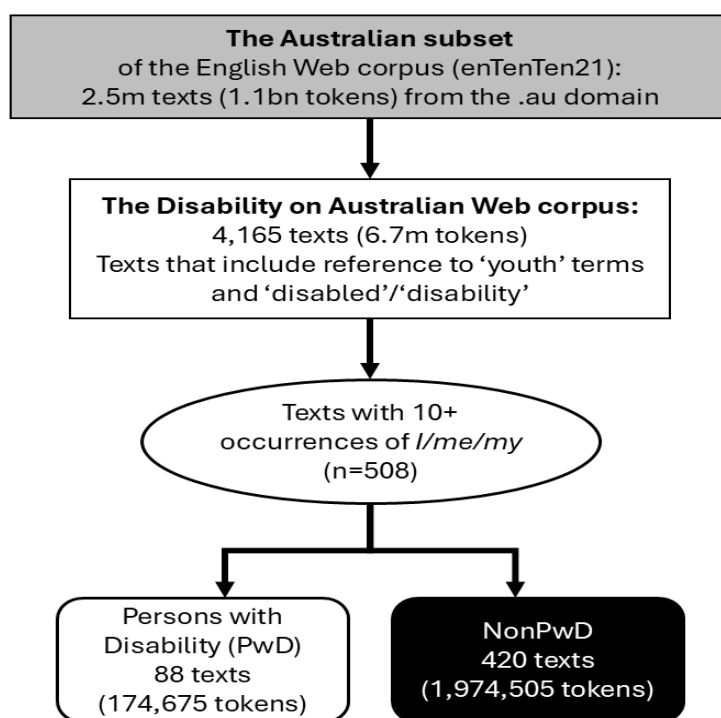 The Australian subset
of the English Web corpus (enTenTen21):
2.5m texts (1.1bn tokens) from the .au domain
The Disability on Australian Web corpus:
4,165 texts (6.7m tokens)
Texts that include reference to ‘youth’ terms
and ‘disabled’/‘disability’
Texts with 10+
occurrences of I/me/my
(n=508)
Persons with
Disability (PwD)
88 texts
(174,675 tokens)
NonPwD
420 texts
(1,974,505 tokens)